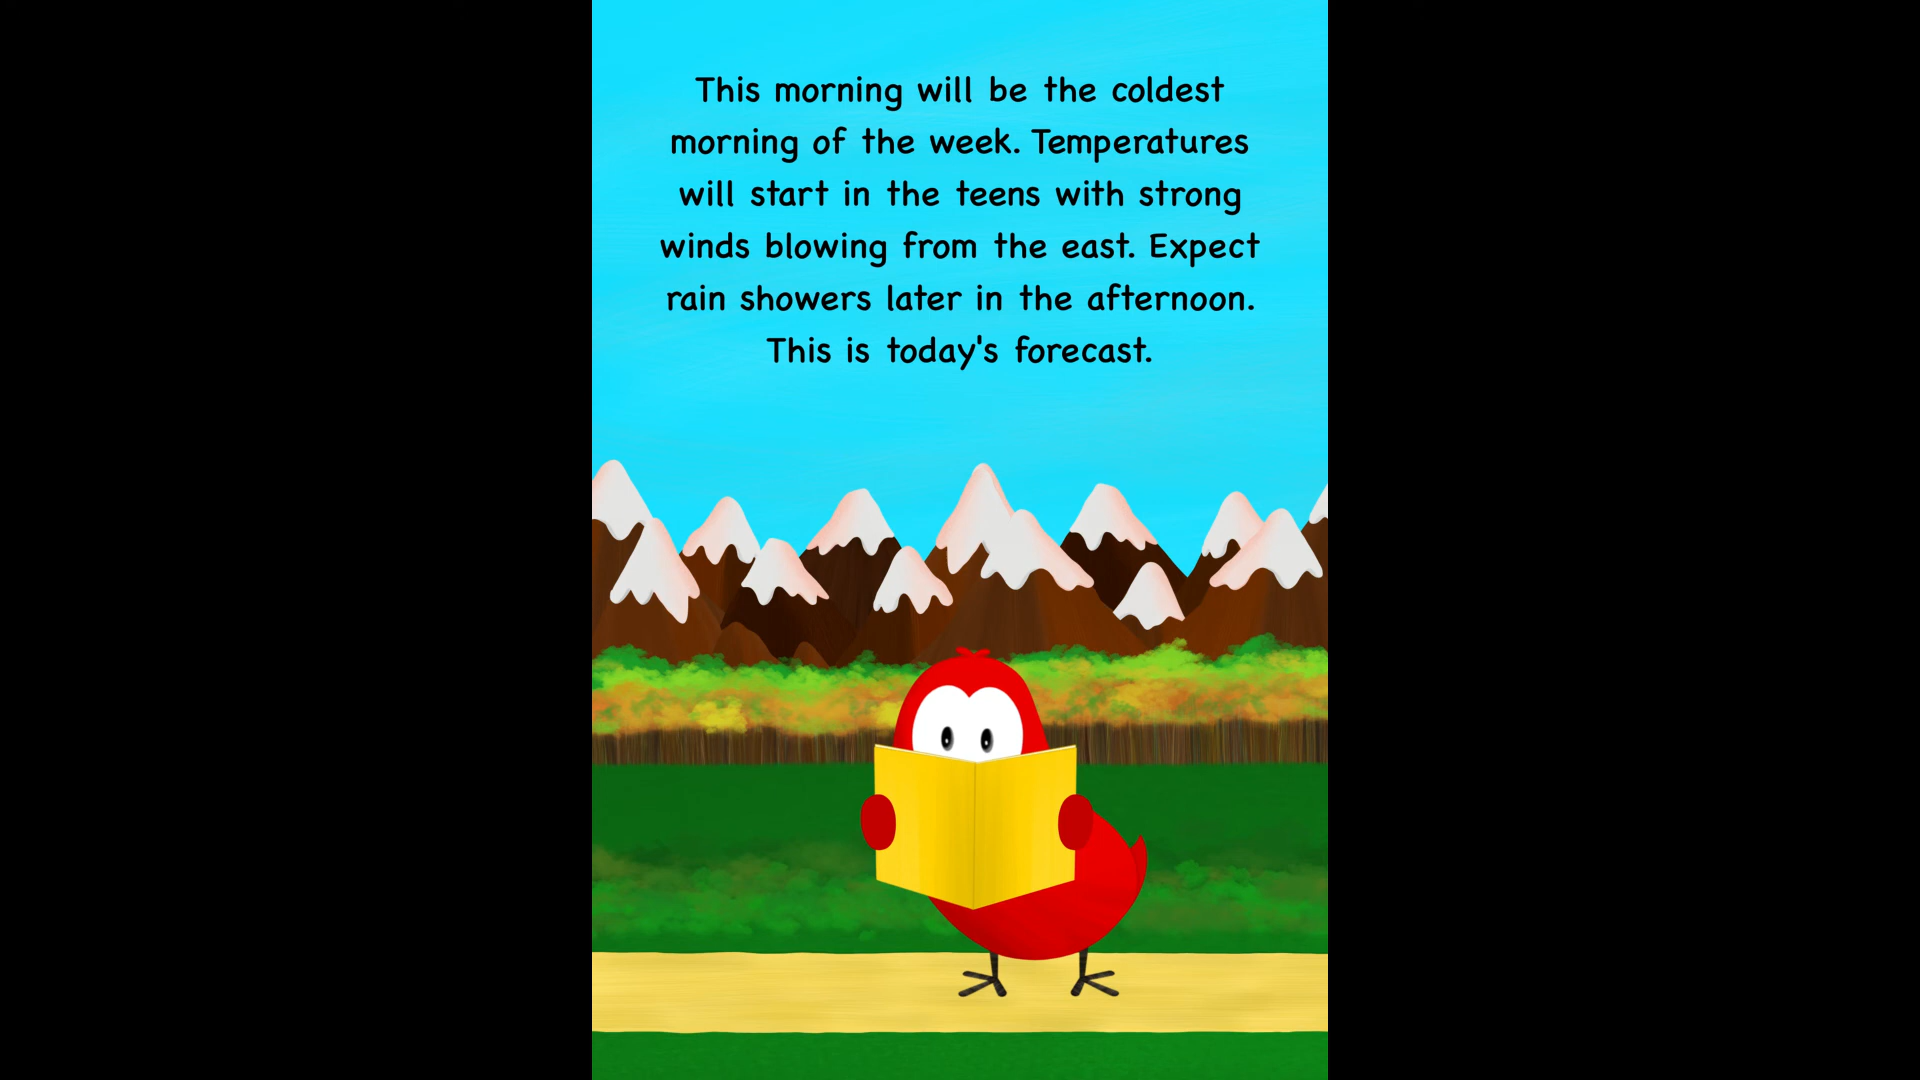 This morning will be the coldest
morning of the week. Temperatures
will start in the teens with strong
winds blowing from the east. Expect
rain showers later in the afternoon.
This is today's forecast.